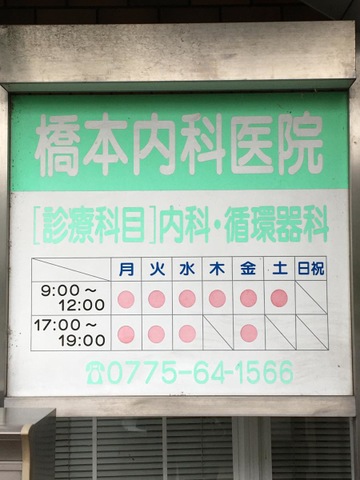 橋本内科医院
[診療科目]内科・循環器科
月 火 水 木 金 土 日祝
9:00～12:00 ● ● ● ● ● ●
17:00～19:00 ● ● ● ●
☎0775-64-1566